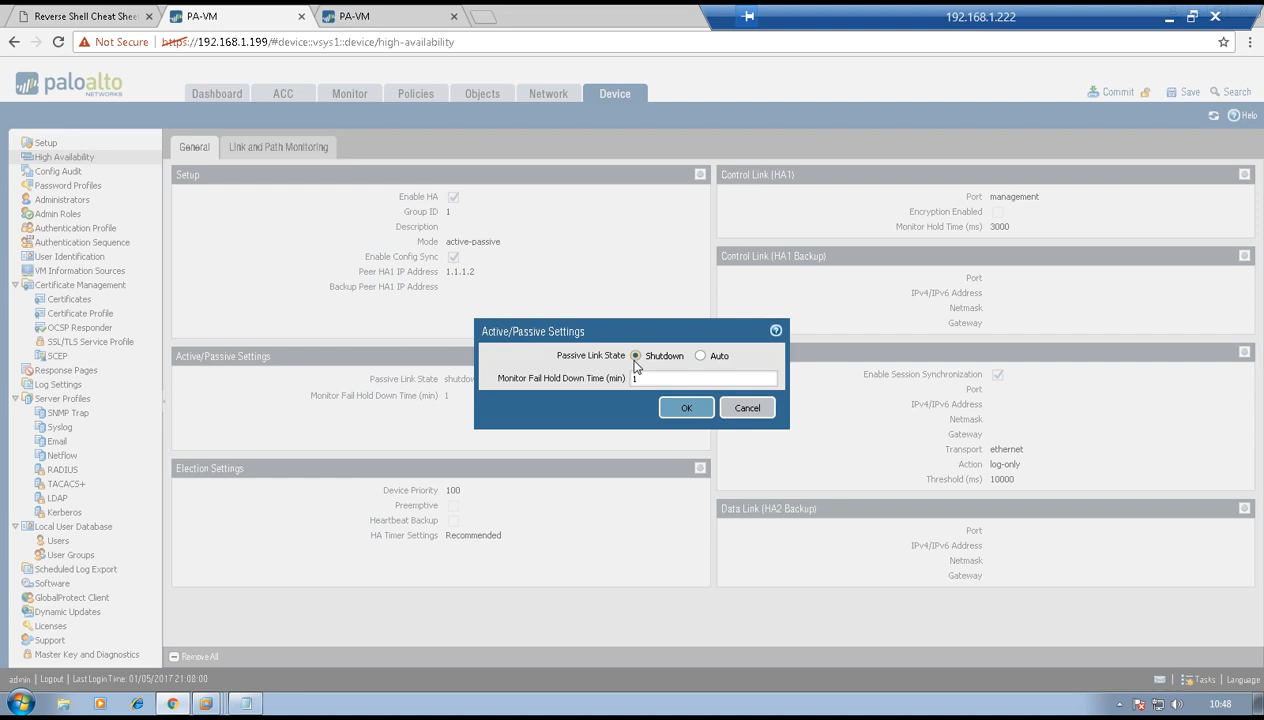 Reverse Shell Cheat Shee
PA-VM
PA-VM
192.168.1.222
Not Secure
https://192.168.1.199/#device::vsys1::device/high-availability
paloalto
NETWORKS
Dashboard
ACC
Monitor
Policies
Objects
Network
Device
Commit
Save
Search
Help
Setup
High Availability
Config Audit
Password Profiles
Administrators
Admin Roles
Authentication Profile
Authentication Sequence
User Identification
VM Information Sources
Certificate Management
Certificates
Certificate Profile
OCSP Responder
SSL/TLS Service Profile
SCEP
Response Pages
Log Settings
Server Profiles
SNMP Trap
Syslog
Email
Netflow
RADIUS
TACACS+
LDAP
Kerberos
Local User Database
Users
User Groups
Scheduled Log Export
Software
GlobalProtect Client
Dynamic Updates
Licenses
Support
Master Key and Diagnostics
General
Link and Path Monitoring
Setup
Enable HA
Group ID 1
Description
Mode active-passive
Enable Config Sync
Peer HA1 IP Address 1.1.1.2
Backup Peer HA1 IP Address
Active/Passive Settings
Passive Link State shutdow
Monitor Fail Hold Down Time (min) 1
Election Settings
Device Priority 100
Preemptive
Heartbeat Backup
HA Timer Settings Recommended
Active/Passive Settings
Passive Link State Shutdown Auto
Monitor Fail Hold Down Time (min) 1
OK
Cancel
Control Link (HA1)
Port management
Encryption Enabled
Monitor Hold Time (ms) 3000
Control Link (HA1 Backup)
Port
IPv4/IPv6 Address
Netmask
Gateway
Enable Session Synchronization
Port
IPv4/IPv6 Address
Netmask
Gateway
Transport ethernet
Action log-only
Threshold (ms) 10000
Data Link (HA2 Backup)
Port
IPv4/IPv6 Address
Netmask
Gateway
Remove All
admin | Logout | Last Login Time: 01/05/2017 21:08:00
Tasks | Language
10:48